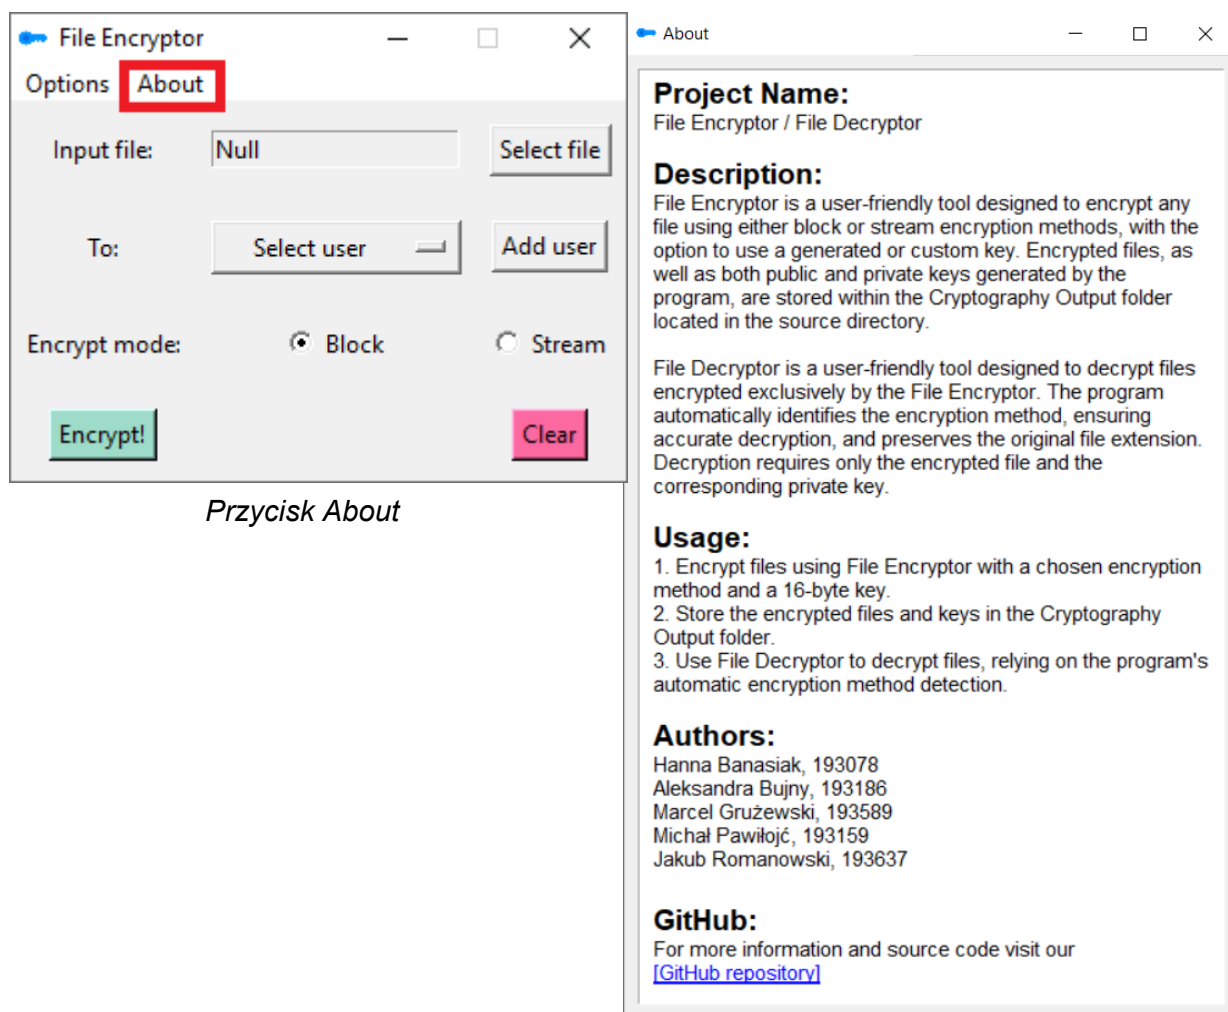 File Encryptor
Options About
Input file: Null Select file
To: Select user Add user
Encrypt mode: Block Stream
Encrypt! Clear
Przycisk About
About
Project Name:
File Encryptor / File Decryptor
Description:
File Encryptor is a user-friendly tool designed to encrypt any
file using either block or stream encryption methods, with the
option to use a generated or custom key. Encrypted files, as
well as both public and private keys generated by the
program, are stored within the Cryptography Output folder
located in the source directory.
File Decryptor is a user-friendly tool designed to decrypt files
encrypted exclusively by the File Encryptor. The program
automatically identifies the encryption method, ensuring
accurate decryption, and preserves the original file extension.
Decryption requires only the encrypted file and the
corresponding private key.
Usage:
1. Encrypt files using File Encryptor with a chosen encryption
method and a 16-byte key.
2. Store the encrypted files and keys in the Cryptography
Output folder.
3. Use File Decryptor to decrypt files, relying on the program's
automatic encryption method detection.
Authors:
Hanna Banasiak, 193078
Aleksandra Bujny, 193186
Marcel Grużewski, 193589
Michał Pawiłojć, 193159
Jakub Romanowski, 193637
GitHub:
For more information and source code visit our
[GitHub repository]